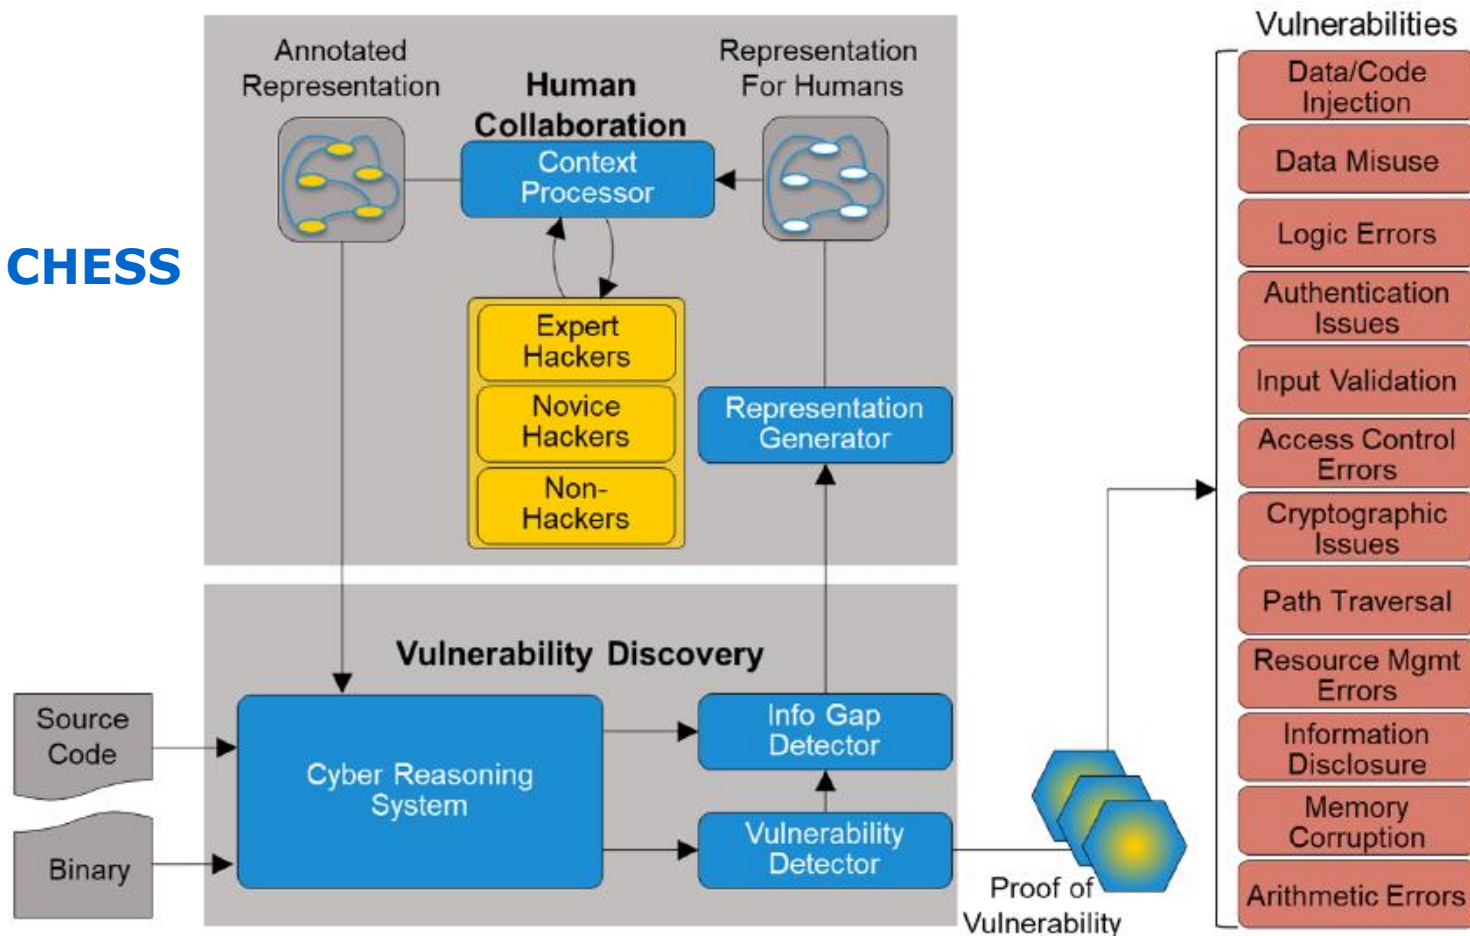 CHESS
Annotated
Representation
Human
Collaboration
Representation
For Humans
Context
Processor
Expert
Hackers
Novice
Hackers
Non-
Hackers
Representation
Generator
Vulnerability Discovery
Source
Code
Binary
Cyber Reasoning
System
Info Gap
Detector
Vulnerability
Detector
Proof of
Vulnerability
Vulnerabilities
Data/Code
Injection
Data Misuse
Logic Errors
Authentication
Issues
Input Validation
Access Control
Errors
Cryptographic
Issues
Path Traversal
Resource Mgmt
Errors
Information
Disclosure
Memory
Corruption
Arithmetic Errors